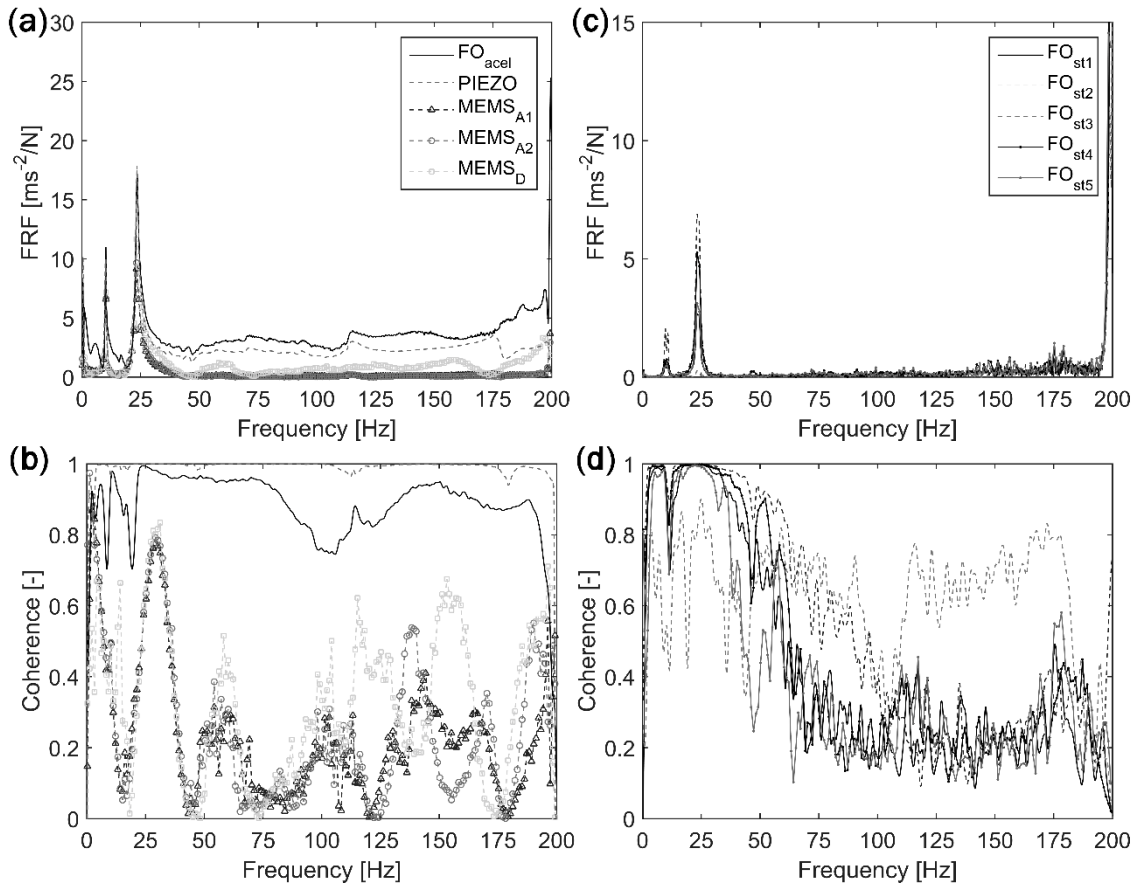 (a)
30
25
20
15
10
5
0
FRF [ms-2/N]
0 25 50 75 100 125 150 175 200
Frequency [Hz]
FOacel
PIEZO
MEMSA1
MEMSA2
MEMSD
(c)
15
10
5
0
FRF [ms-2/N]
0 25 50 75 100 125 150 175 200
Frequency [Hz]
FOst1
FOst2
FOst3
FOst4
FOst5
(b)
1
0.8
0.6
0.4
0.2
0
Coherence [-]
0 25 50 75 100 125 150 175 200
Frequency [Hz]
(d)
1
0.8
0.6
0.4
0.2
0
Coherence [-]
0 25 50 75 100 125 150 175 200
Frequency [Hz]